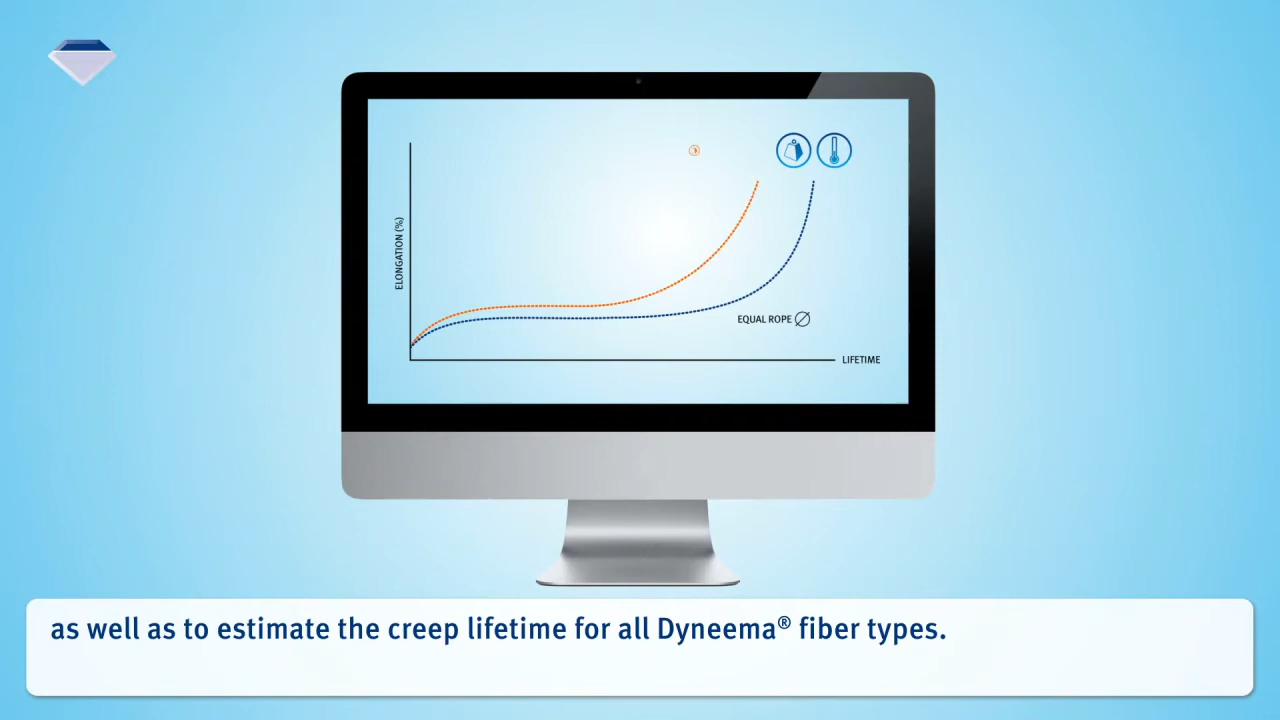 ELONGATION (%)
EQUAL ROPE
LIFETIME
as well as to estimate the creep lifetime for all Dyneema® fiber types.